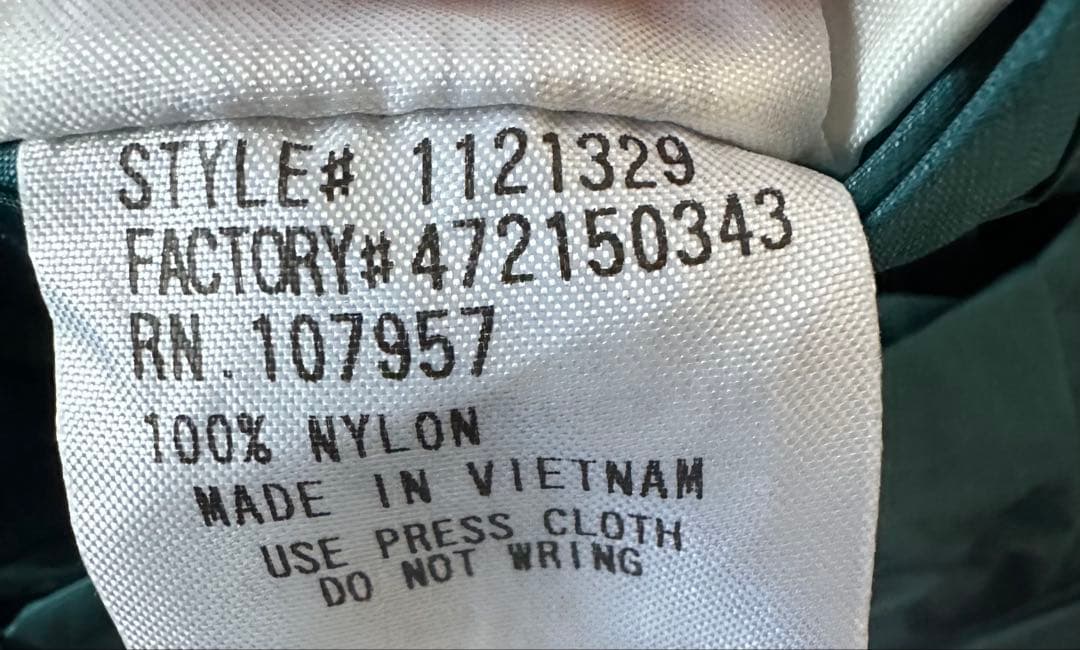 STYLE# 1121329
FACTORY# 472150343
RN. 107957
100% NYLON
MADE IN VIETNAM
USE PRESS CLOTH
DO NOT WRING